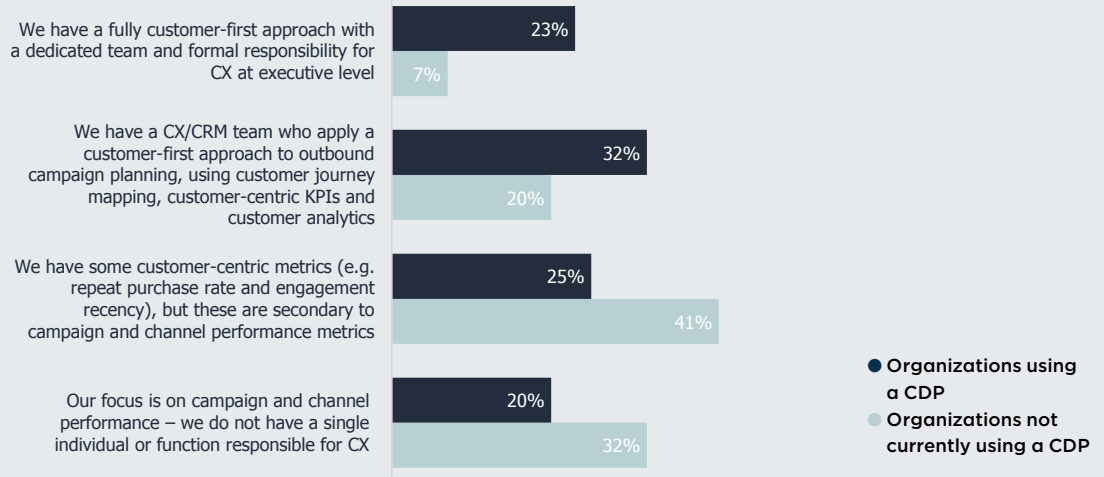 We have a fully customer-first approach with
a dedicated team and formal responsibility for
CX at executive level
23%
7%
We have a CX/CRM team who apply a
customer-first approach to outbound
campaign planning, using customer journey
mapping, customer-centric KPIs and
customer analytics
32%
20%
We have some customer-centric metrics (e.g.
repeat purchase rate and engagement
recency), but these are secondary to
campaign and channel performance metrics
25%
41%
Our focus is on campaign and channel
performance – we do not have a single
individual or function responsible for CX
20%
32%
Organizations using
a CDP
Organizations not
currently using a CDP